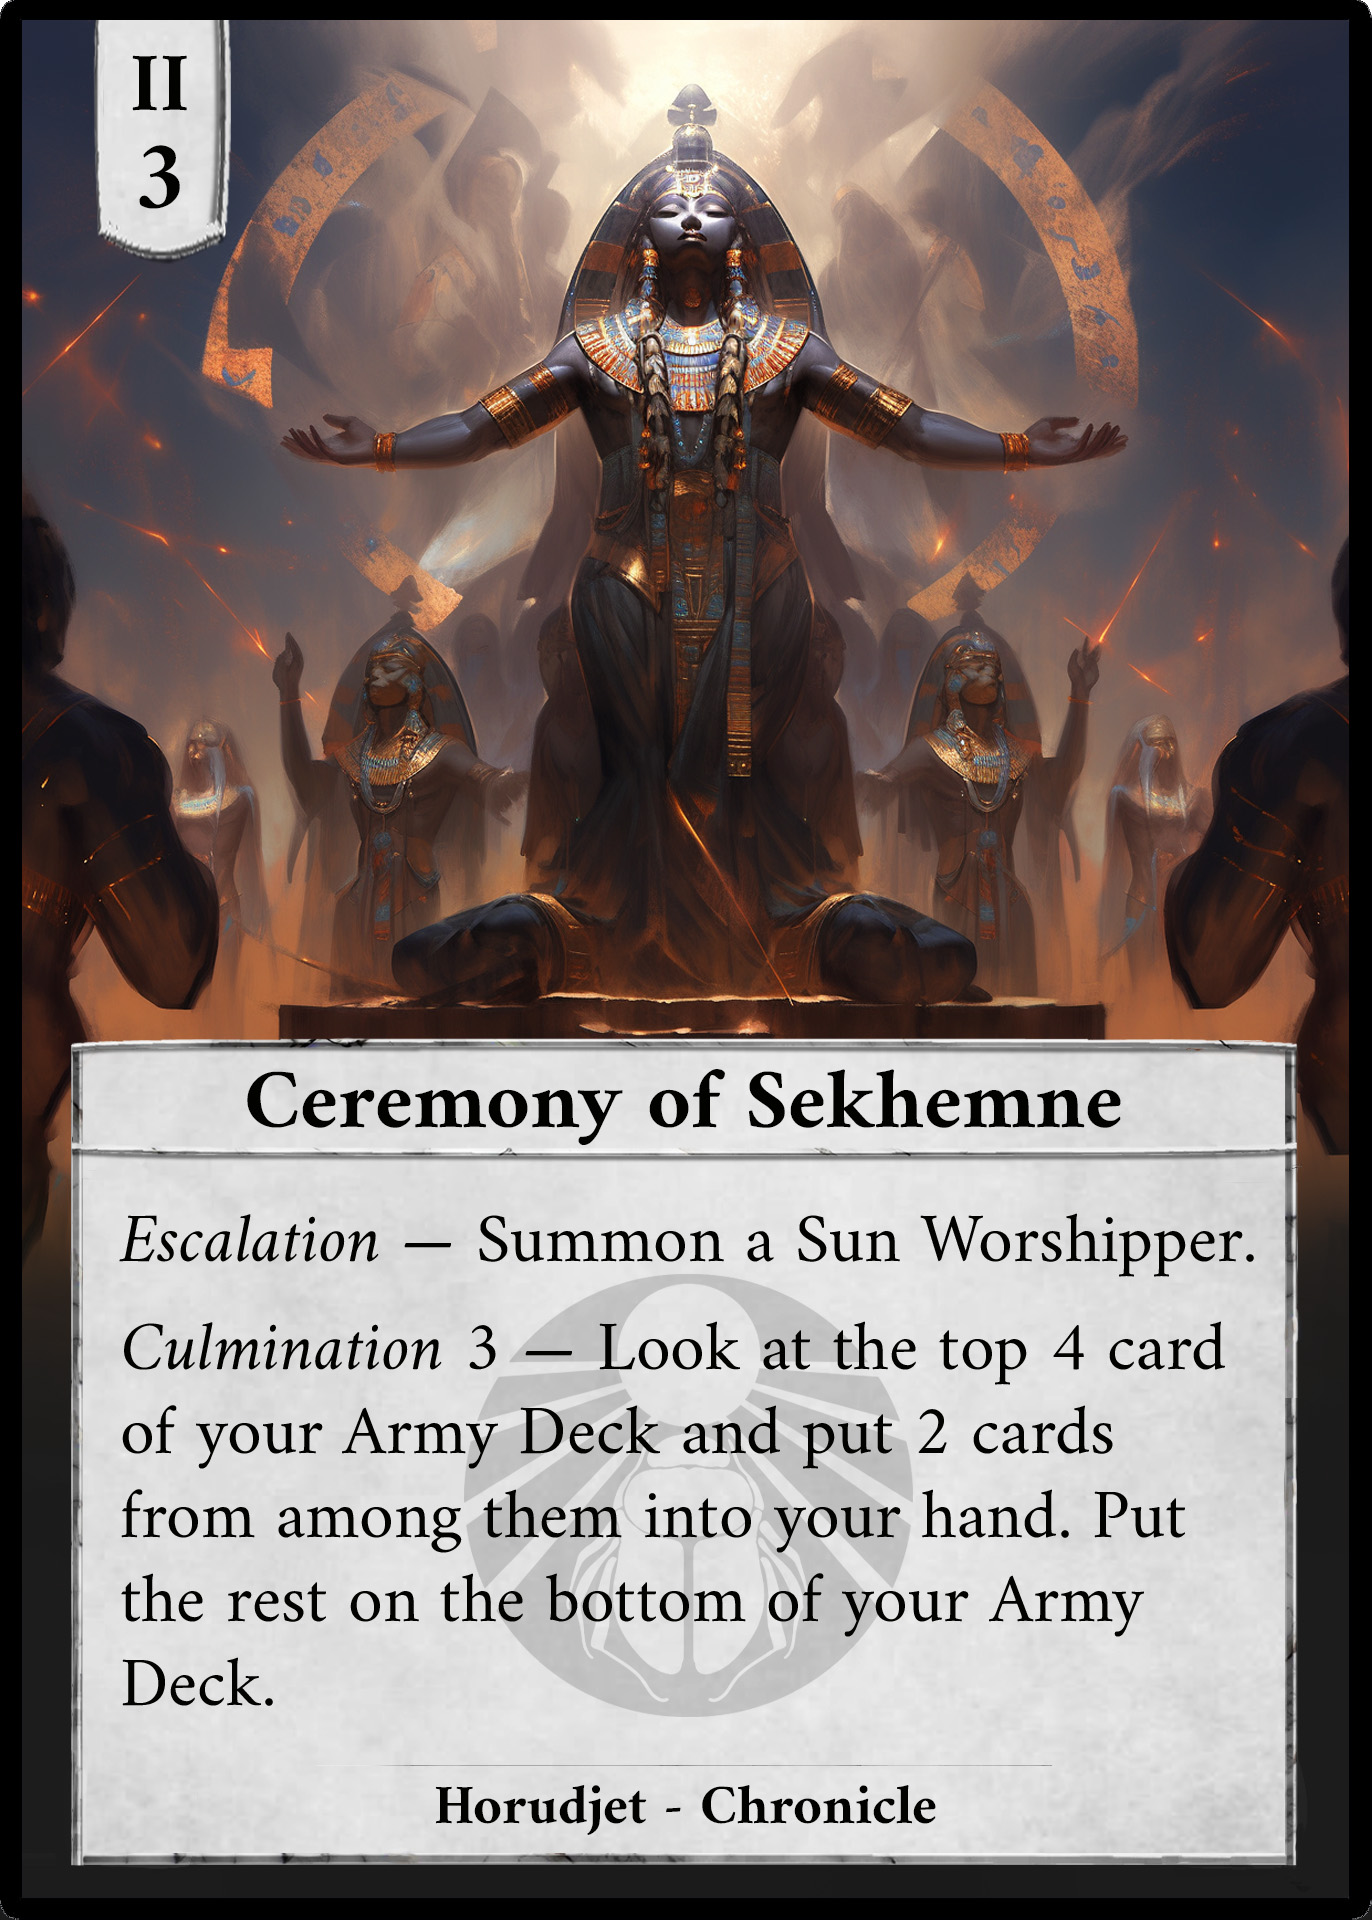 II
3
Ceremony of Sekhemne
Escalation — Summon a Sun Worshipper.
Culmination 3 — Look at the top 4 card
of your Army Deck and put 2 cards
from among them into your hand. Put
the rest on the bottom of your Army
Deck.
Horudjet - Chronicle